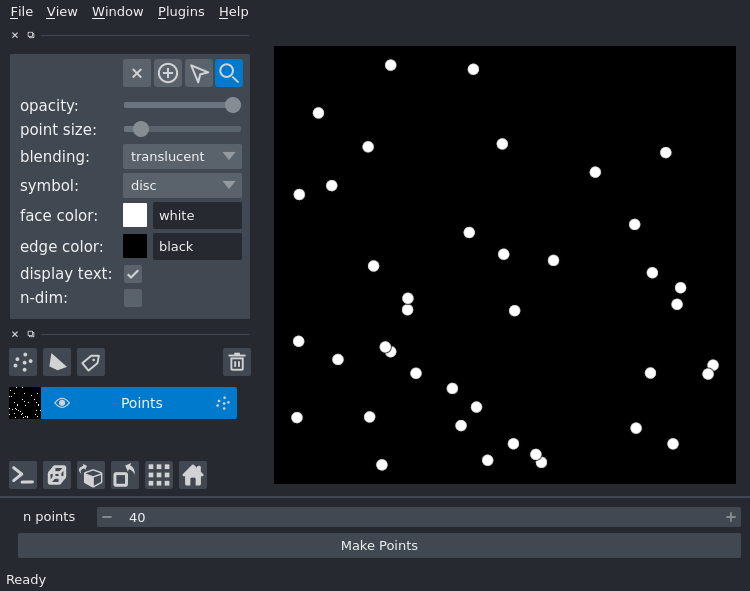 File View Window Plugins Help
opacity:
point size:
blending: translucent
symbol: disc
face color: white
edge color: black
display text:
n-dim:
Points
n points 40
Make Points
Ready